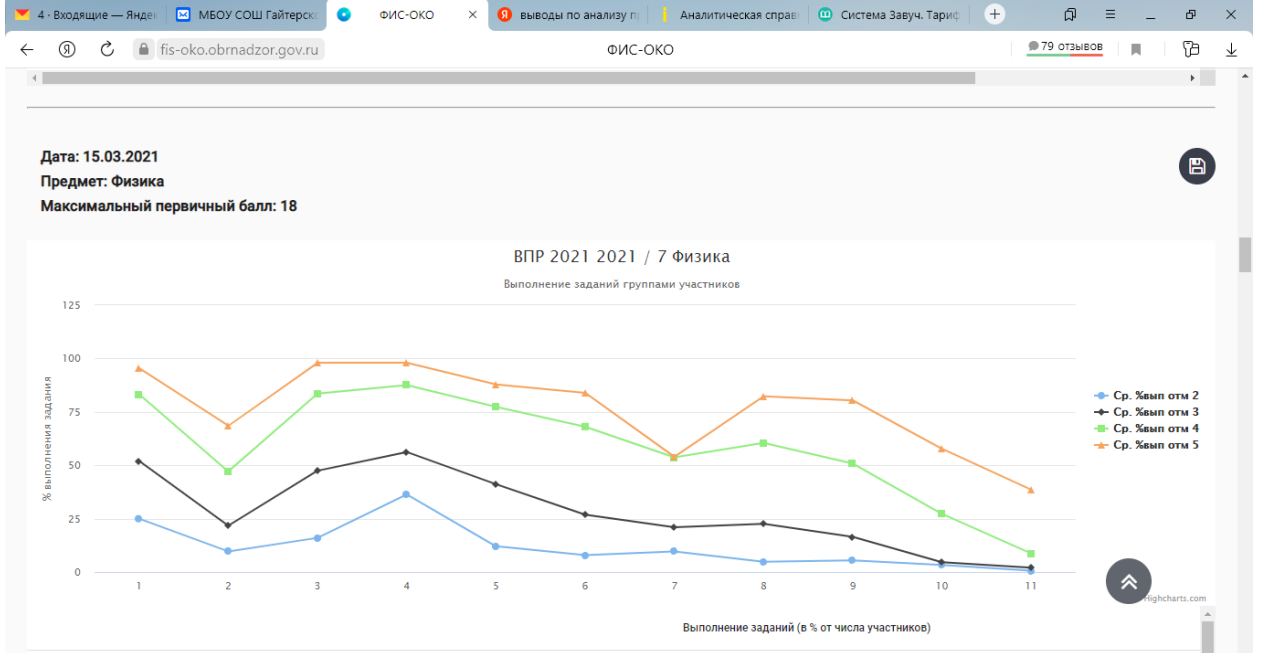 4 · Входящие — Яндек
МБОУ СОШ Гайтерско
ФИС-ОКО
выводы по анализу п
Аналитическая справ
Система Завуч. Тариф
fis-oko.obrnadzor.gov.ru
ФИС-ОКО
79 отзывов
Дата: 15.03.2021
Предмет: Физика
Максимальный первичный балл: 18
ВПР 2021 2021 / 7 Физика
Выполнение заданий группами участников
% выполнения задания
125
100
75
50
25
0
1 2 3 4 5 6 7 8 9 10 11
Ср. %вып отм 2
Ср. %вып отм 3
Ср. %вып отм 4
Ср. %вып отм 5
Highcharts.com
Выполнение заданий (в % от числа участников)